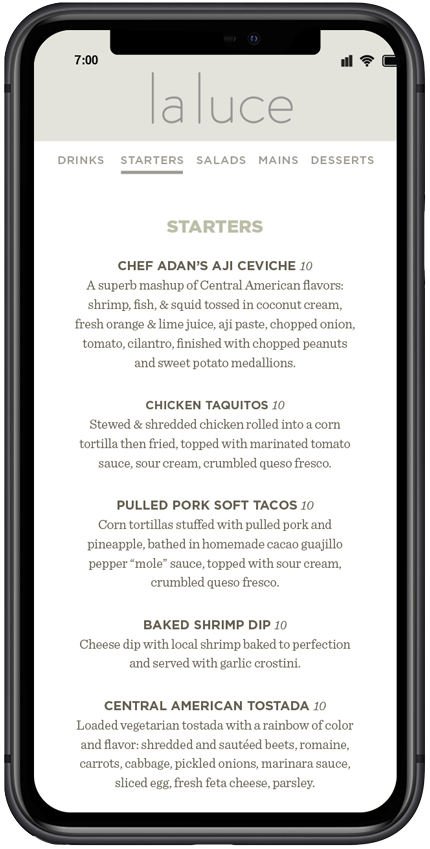 7:00
la luce
DRINKS STARTERS SALADS MAINS DESSERTS
STARTERS
CHEF ADAN'S AJI CEVICHE 10
A superb mashup of Central American flavors:
shrimp, fish, & squid tossed in coconut cream,
fresh orange & lime juice, aji paste, chopped onion,
tomato, cilantro, finished with chopped peanuts
and sweet potato medallions.
CHICKEN TAQUITOS 10
Stewed & shredded chicken rolled into a corn
tortilla then fried, topped with marinated tomato
sauce, sour cream, crumbled queso fresco.
PULLED PORK SOFT TACOS 10
Corn tortillas stuffed with pulled pork and
pineapple, bathed in homemade cacao guajillo
pepper “mole” sauce, topped with sour cream,
crumbled queso fresco.
BAKED SHRIMP DIP 10
Cheese dip with local shrimp baked to perfection
and served with garlic crostini.
CENTRAL AMERICAN TOSTADA 10
Loaded vegetarian tostada with a rainbow of color
and flavor: shredded and sautéed beets, romaine,
carrots, cabbage, pickled onions, marinara sauce,
sliced egg, fresh feta cheese, parsley.